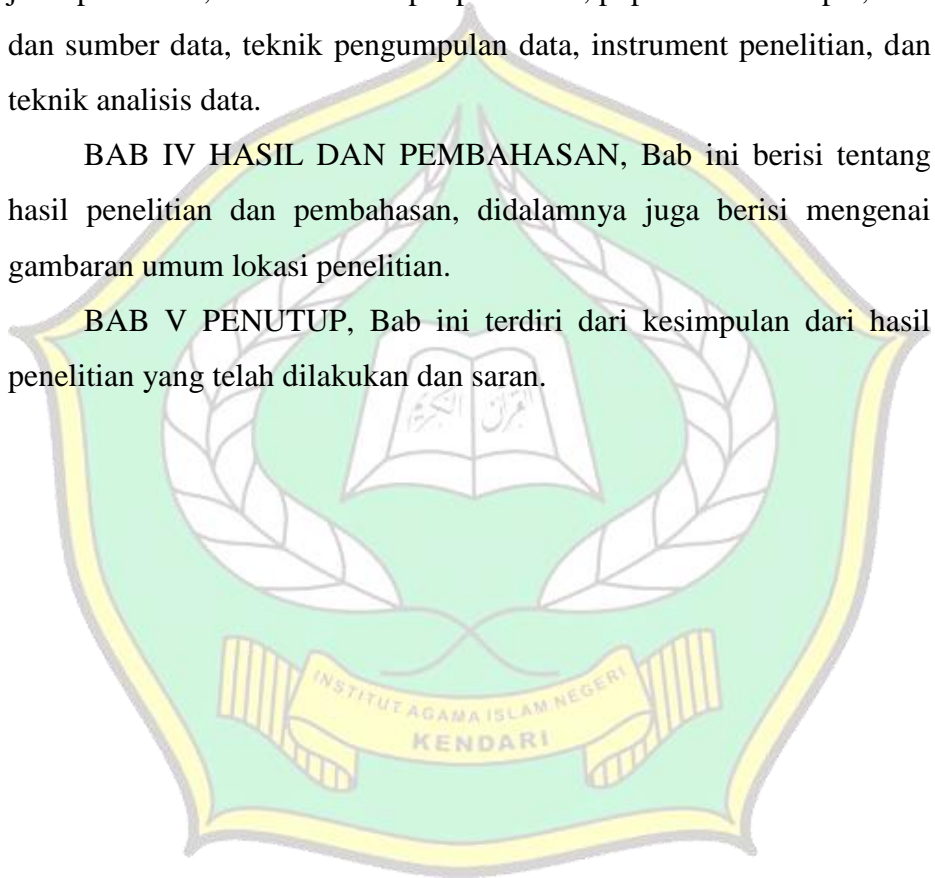 dan sumber data, teknik pengumpulan data, instrument penelitian, dan
teknik analisis data.
BAB IV HASIL DAN PEMBAHASAN, Bab ini berisi tentang
hasil penelitian dan pembahasan, didalamnya juga berisi mengenai
gambaran umum lokasi penelitian.
BAB V PENUTUP, Bab ini terdiri dari kesimpulan dari hasil
penelitian yang telah dilakukan dan saran.
القرآن الكريم
INSTITUT AGAMA ISLAM NEGERI
KENDARI